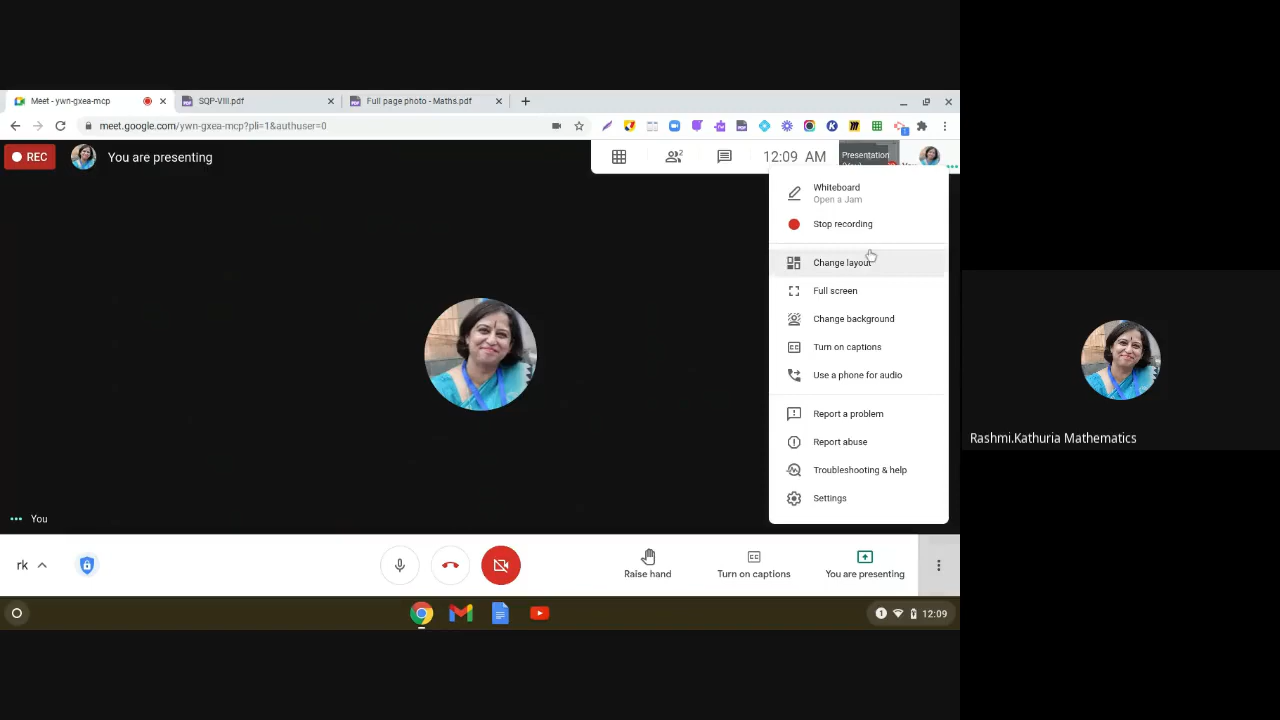 Meet - ywn-gxea-mcp
SQP-VIII.pdf
Full page photo - Maths.pdf
meet.google.com/ywn-gxea-mcp?pli=1&authuser=0
REC
You are presenting
2
12:09 AM
Presentation
Whiteboard
Open a Jam
Stop recording
Change layout
Full screen
Change background
Turn on captions
Use a phone for audio
Report a problem
Report abuse
Troubleshooting & help
Settings
Rashmi.Kathuria Mathematics
You
rk
Raise hand
Turn on captions
You are presenting
1
12:09